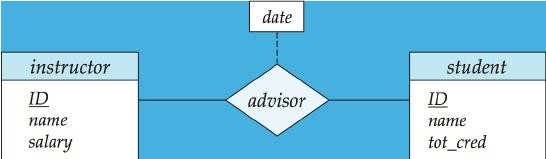 date
instructor
ID
name
salary
advisor
student
ID
name
tot_cred